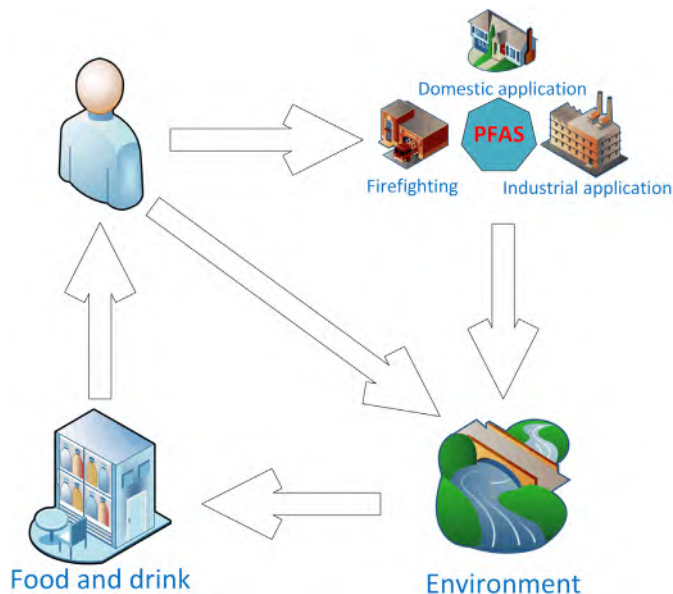 Domestic application
PFAS
Firefighting
Industrial application
Food and drink
Environment